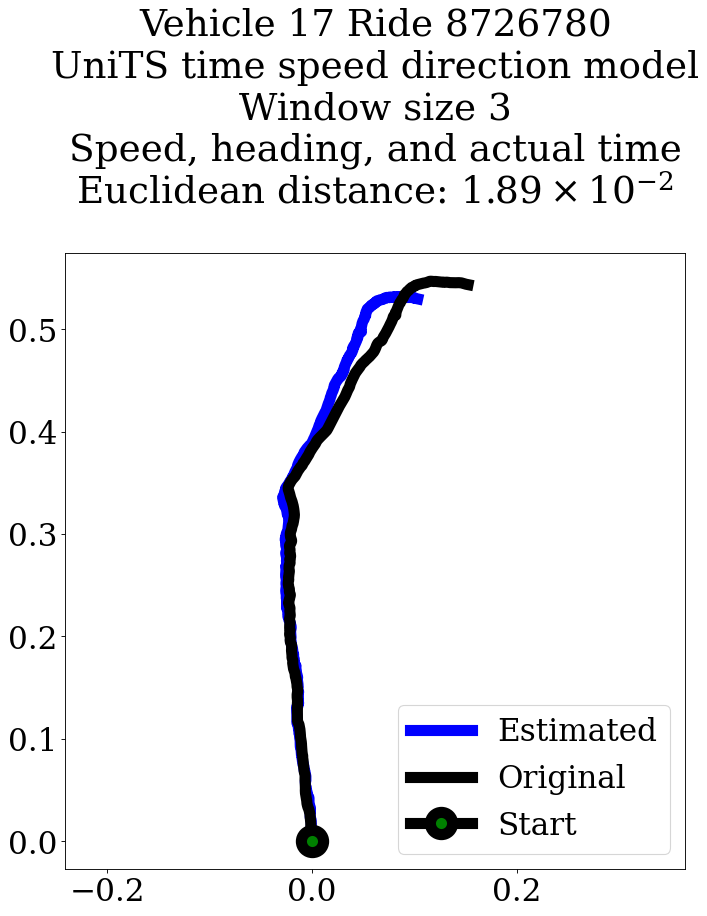 Vehicle 17 Ride 8726780
UniTS time speed direction model
Window size 3
Speed, heading, and actual time
Euclidean distance: 1.89 × 10⁻²
0.5
0.4
0.3
0.2
0.1
0.0
Estimated
Original
Start
−0.2 0.0 0.2